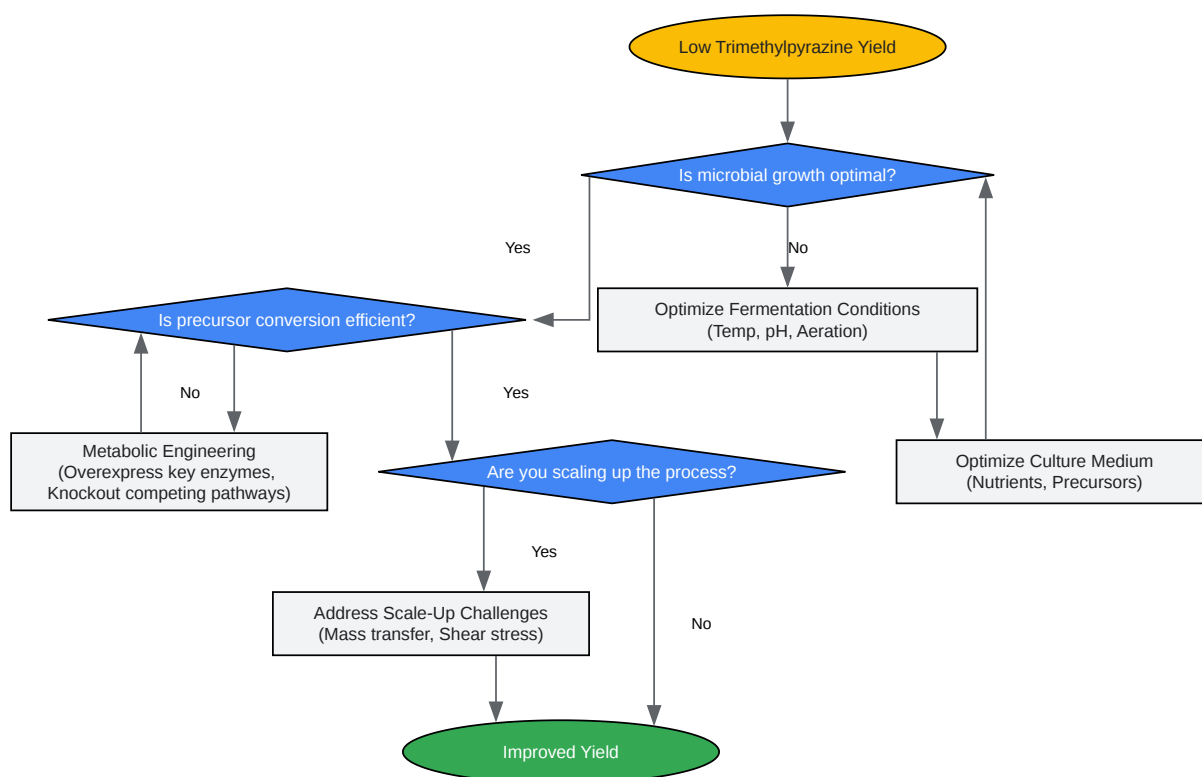 Low Trimethylpyrazine Yield
Is microbial growth optimal?
Yes
No
Is precursor conversion efficient?
Optimize Fermentation Conditions
(Temp, pH, Aeration)
No
Yes
Metabolic Engineering
(Overexpress key enzymes,
Knockout competing pathways)
Are you scaling up the process?
Optimize Culture Medium
(Nutrients, Precursors)
Yes
Address Scale-Up Challenges
(Mass transfer, Shear stress)
No
Improved Yield